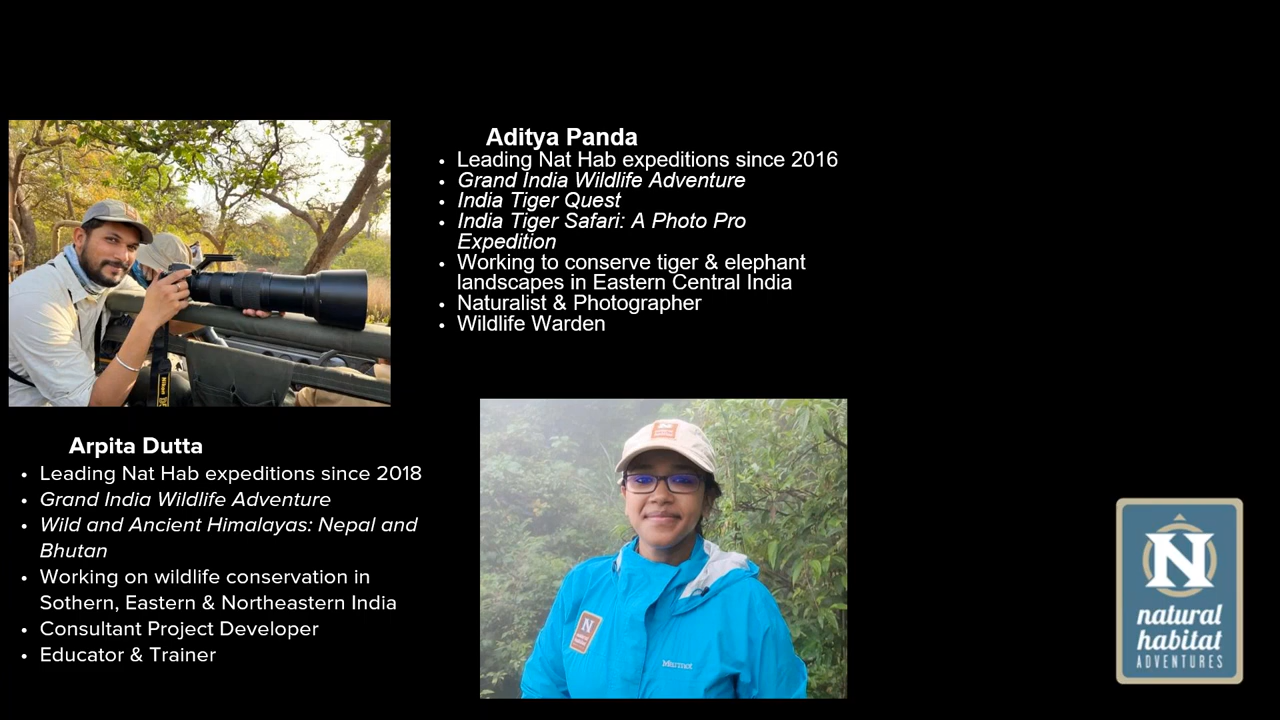 Aditya Panda
• Leading Nat Hab expeditions since 2016
• Grand India Wildlife Adventure
• India Tiger Quest
• India Tiger Safari: A Photo Pro
Expedition
• Working to conserve tiger & elephant
landscapes in Eastern Central India
• Naturalist & Photographer
• Wildlife Warden
Arpita Dutta
• Leading Nat Hab expeditions since 2018
• Grand India Wildlife Adventure
• Wild and Ancient Himalayas: Nepal and
Bhutan
• Working on wildlife conservation in
Sothern, Eastern & Northeastern India
• Consultant Project Developer
• Educator & Trainer
Nikon
N
Marmot
N
natural
habitat
ADVENTURES